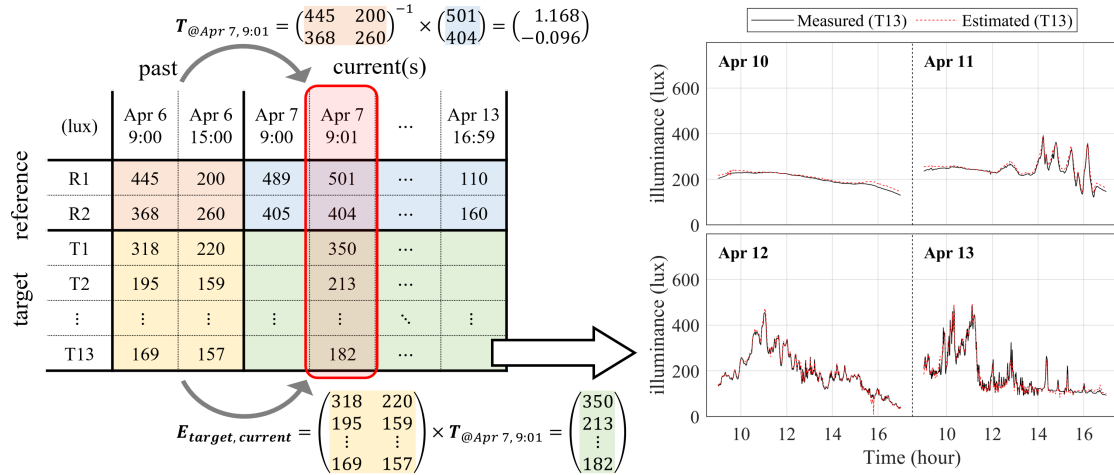 T@Apr 7, 9:01 = (445 200 368 260)⁻¹ × (501 404) = (1.168 −0.096)
past current(s)
(lux) Apr 6 9:00 Apr 6 15:00 Apr 7 9:00 Apr 7 9:01 ⋯ Apr 13 16:59
reference
R1 445 200 489 501 ⋯ 110
R2 368 260 405 404 ⋯ 160
target
T1 318 220 350 ⋯
T2 195 159 213 ⋯
⋮ ⋮ ⋮ ⋮ ⋮ ⋱ ⋮
T13 169 157 182 ⋯
E target, current = (318 220 195 159 ⋮ ⋮ 169 157) × T@Apr 7, 9:01 = (350 213 ⋮ 182)
Measured (T13) Estimated (T13)
Apr 10 Apr 11
illuminance (lux)
600
400
200
0
Apr 12 Apr 13
illuminance (lux)
600
400
200
0
10 12 14 16 10 12 14 16
Time (hour)